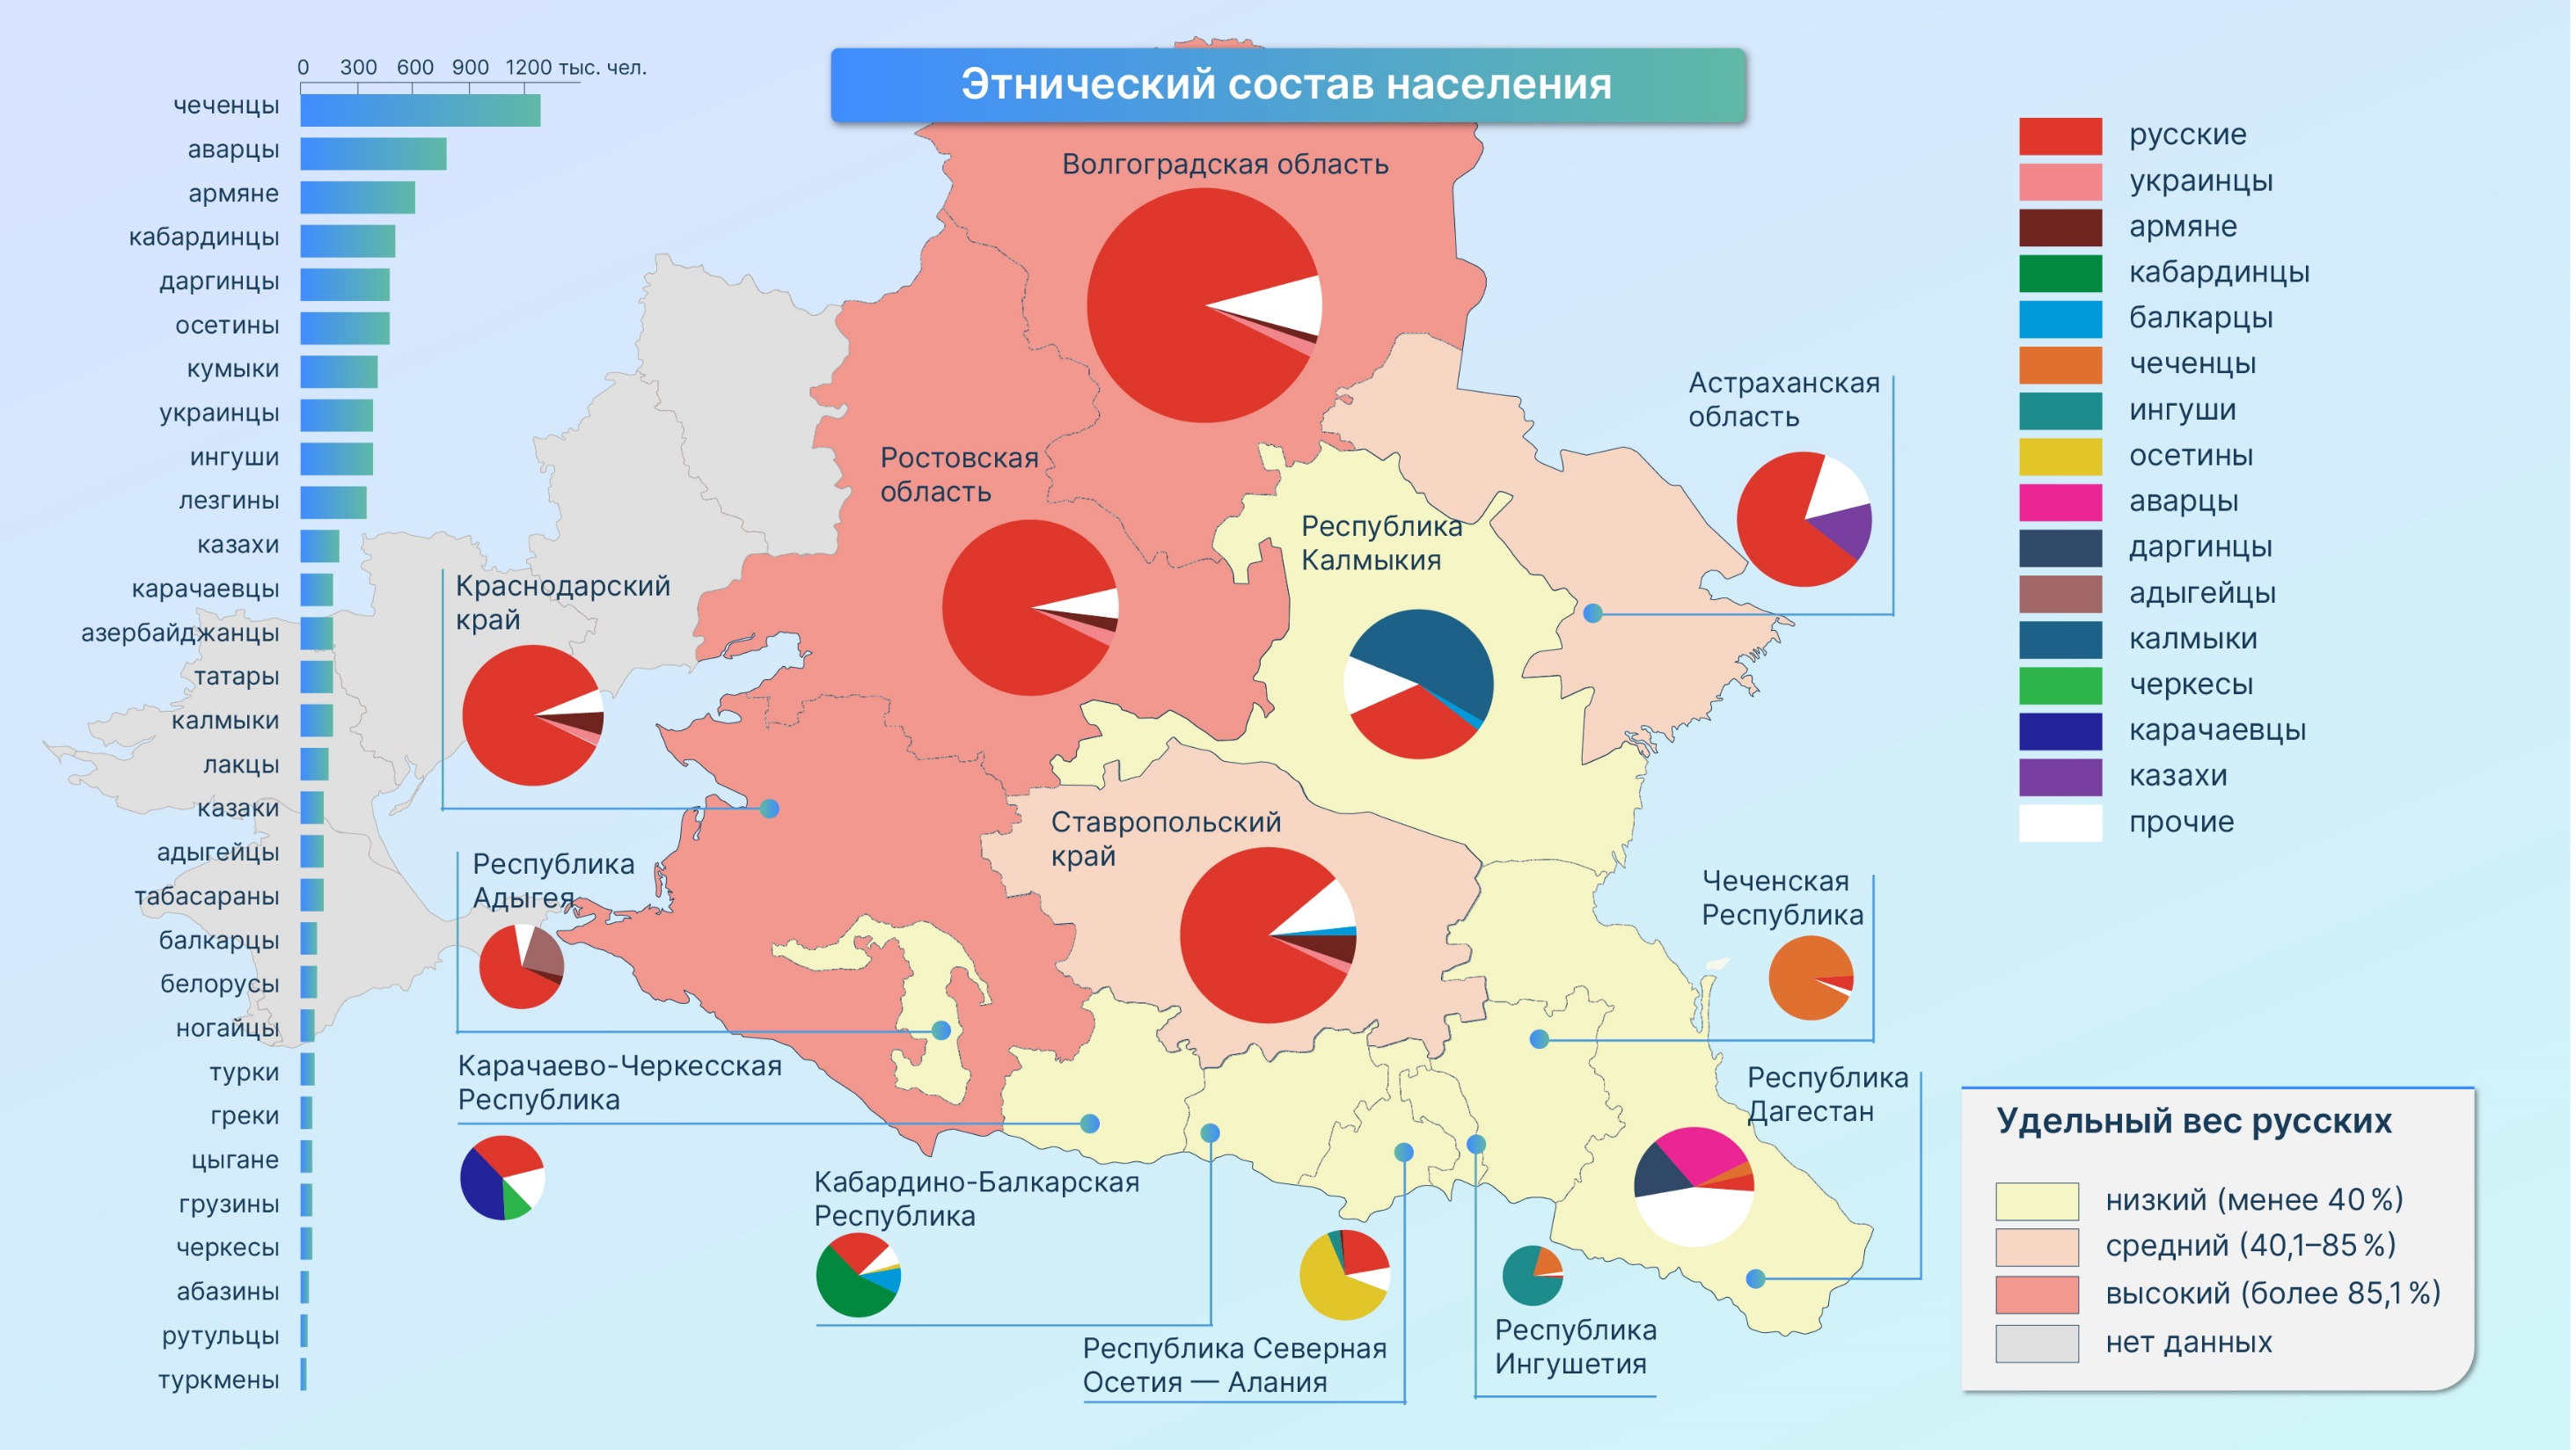 Этнический состав населения
0 300 600 900 1200 тыс. чел.
чеченцы
аварцы
армяне
кабардинцы
даргинцы
осетины
кумыки
украинцы
ингуши
лезгины
казахи
карачаевцы
азербайджанцы
татары
калмыки
лакцы
казаки
адыгейцы
табасараны
балкарцы
белорусы
ногайцы
турки
греки
цыгане
грузины
черкесы
абазины
рутульцы
туркмены
Волгоградская область
Ростовская
область
Краснодарский
край
Республика
Калмыкия
Астраханская
область
Ставропольский
край
Республика
Адыгея
Карачаево-Черкесская
Республика
Кабардино-Балкарская
Республика
Республика Северная
Осетия — Алания
Республика
Ингушетия
Чеченская
Республика
Республика
Дагестан
русские
украинцы
армяне
кабардинцы
балкарцы
чеченцы
ингуши
осетины
аварцы
даргинцы
адыгейцы
калмыки
черкесы
карачаевцы
казахи
прочие
Удельный вес русских
низкий (менее 40 %)
средний (40,1–85 %)
высокий (более 85,1 %)
нет данных